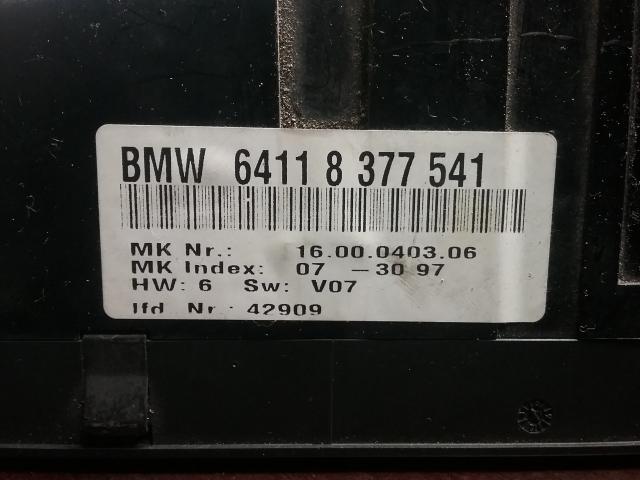 BMW 6411 8 377 541
MK Nr.: 16.00.0403.06
MK Index: 07 -30 97
HW: 6 Sw: V07
lfd Nr.: 42909